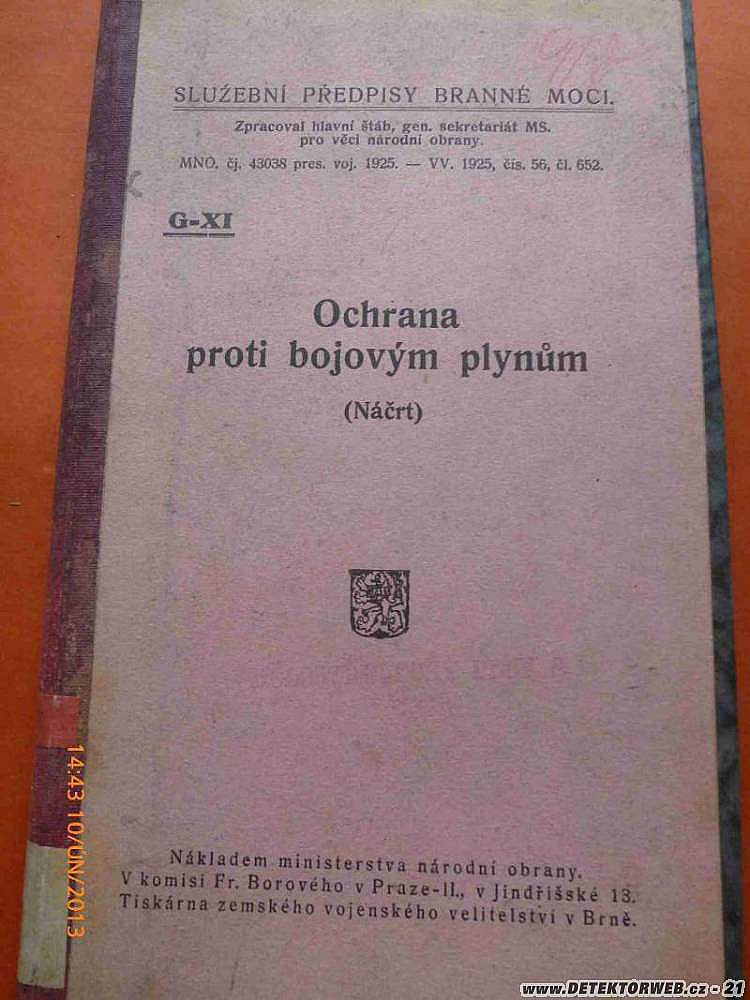 SLUŽEBNÍ PŘEDPISY BRANNÉ MOCI.
Zpracoval hlavní štáb, gen. sekretariát MS.
pro věci národní obrany.
MNO. čj. 43038 pres. voj. 1925. — VV. 1925, čís. 56, čl. 652.
G-XI
Ochrana
proti bojovým plynům
(Náčrt)
Nákladem ministerstva národní obrany.
V komisi Fr. Borového v Praze-II., v Jindřišské 13.
Tiskárna zemského vojenského velitelství v Brně.
14:43 10/ÚN/2013
www.DETEKTORWEB.cz - 21